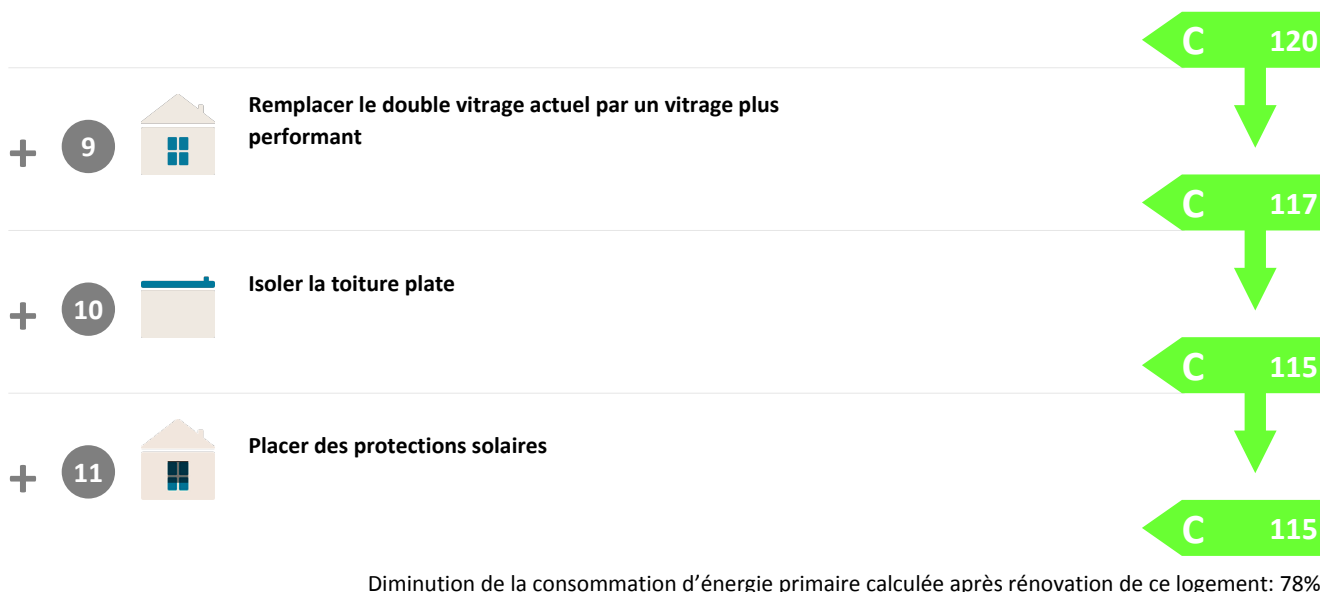 C 120
Remplacer le double vitrage actuel par un vitrage plus
performant
+ 9
C 117
Isoler la toiture plate
+ 10
C 115
Placer des protections solaires
+ 11
C 115
Diminution de la consommation d'énergie primaire calculée après rénovation de ce logement: 78%